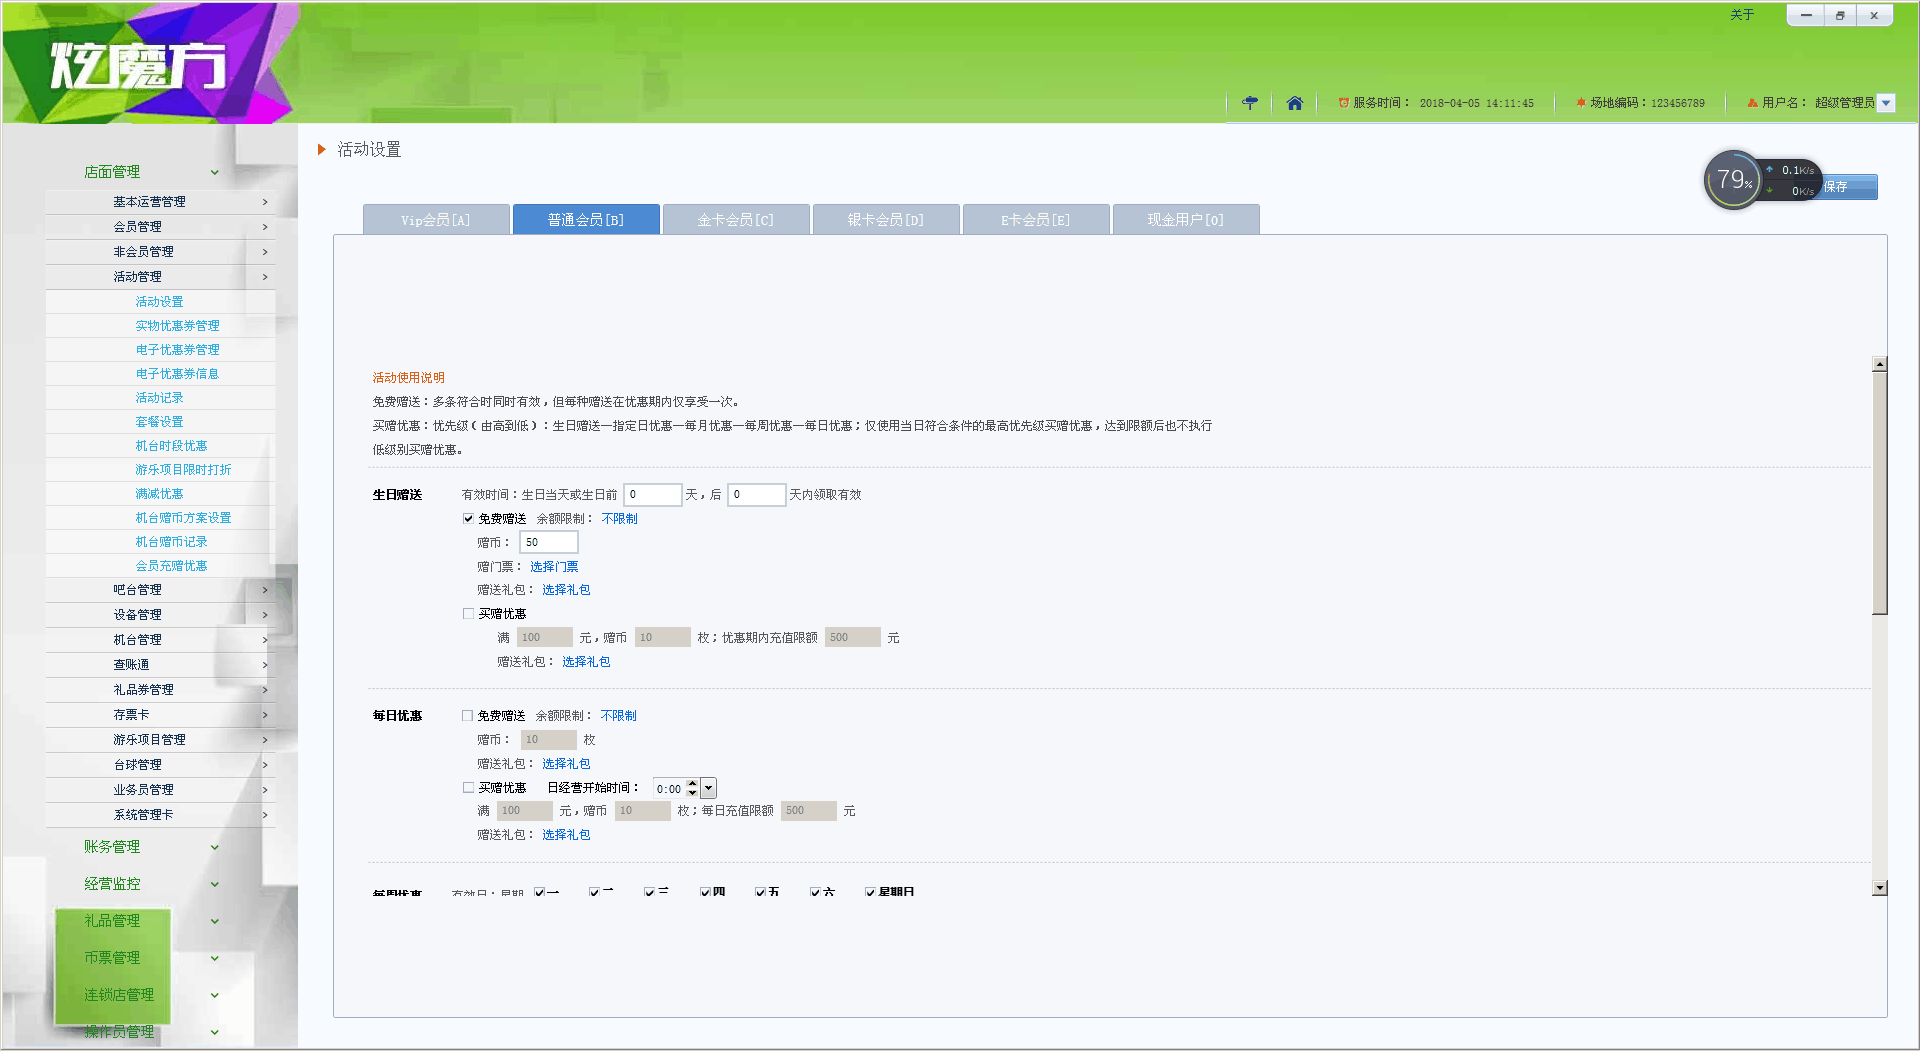 关于
炫魔方
服务时间： 2018-04-05 14:11:45
场地编码：123456789
用户名： 超级管理员
活动设置
79%
0.1K/s
0K/s
保存
店面管理
基本运营管理
会员管理
非会员管理
活动管理
活动设置
实物优惠券管理
电子优惠券管理
电子优惠券信息
活动记录
套餐设置
机台时段优惠
游乐项目限时打折
满减优惠
机台赠币方案设置
机台赠币记录
会员充赠优惠
吧台管理
设备管理
机台管理
查账通
礼品券管理
存票卡
游乐项目管理
台球管理
业务员管理
系统管理卡
账务管理
经营监控
礼品管理
币票管理
连锁店管理
操作员管理
Vip会员[A] 普通会员[B] 金卡会员[C] 银卡会员[D] E卡会员[E] 现金用户[0]
活动使用说明
免费赠送：多条符合时同时有效，但每种赠送在优惠期内仅享受一次。
买赠优惠：优先级（由高到低）：生日赠送—指定日优惠—每月优惠—每周优惠—每日优惠；仅使用当日符合条件的最高优先级买赠优惠，达到限额后也不执行
低级别买赠优惠。
生日赠送 有效时间：生日当天或生日前 0 天，后 0 天内领取有效
免费赠送 余额限制： 不限制
赠币： 50
赠门票： 选择门票
赠送礼包： 选择礼包
买赠优惠
满 100 元，赠币 10 枚；优惠期内充值限额 500 元
赠送礼包： 选择礼包
每日优惠 免费赠送 余额限制： 不限制
赠币： 10 枚
赠送礼包： 选择礼包
买赠优惠 日经营开始时间： 0:00
满 100 元，赠币 10 枚；每日充值限额 500 元
赠送礼包： 选择礼包
每周优惠 有效日：星期 一 二 三 四 五 六 星期日